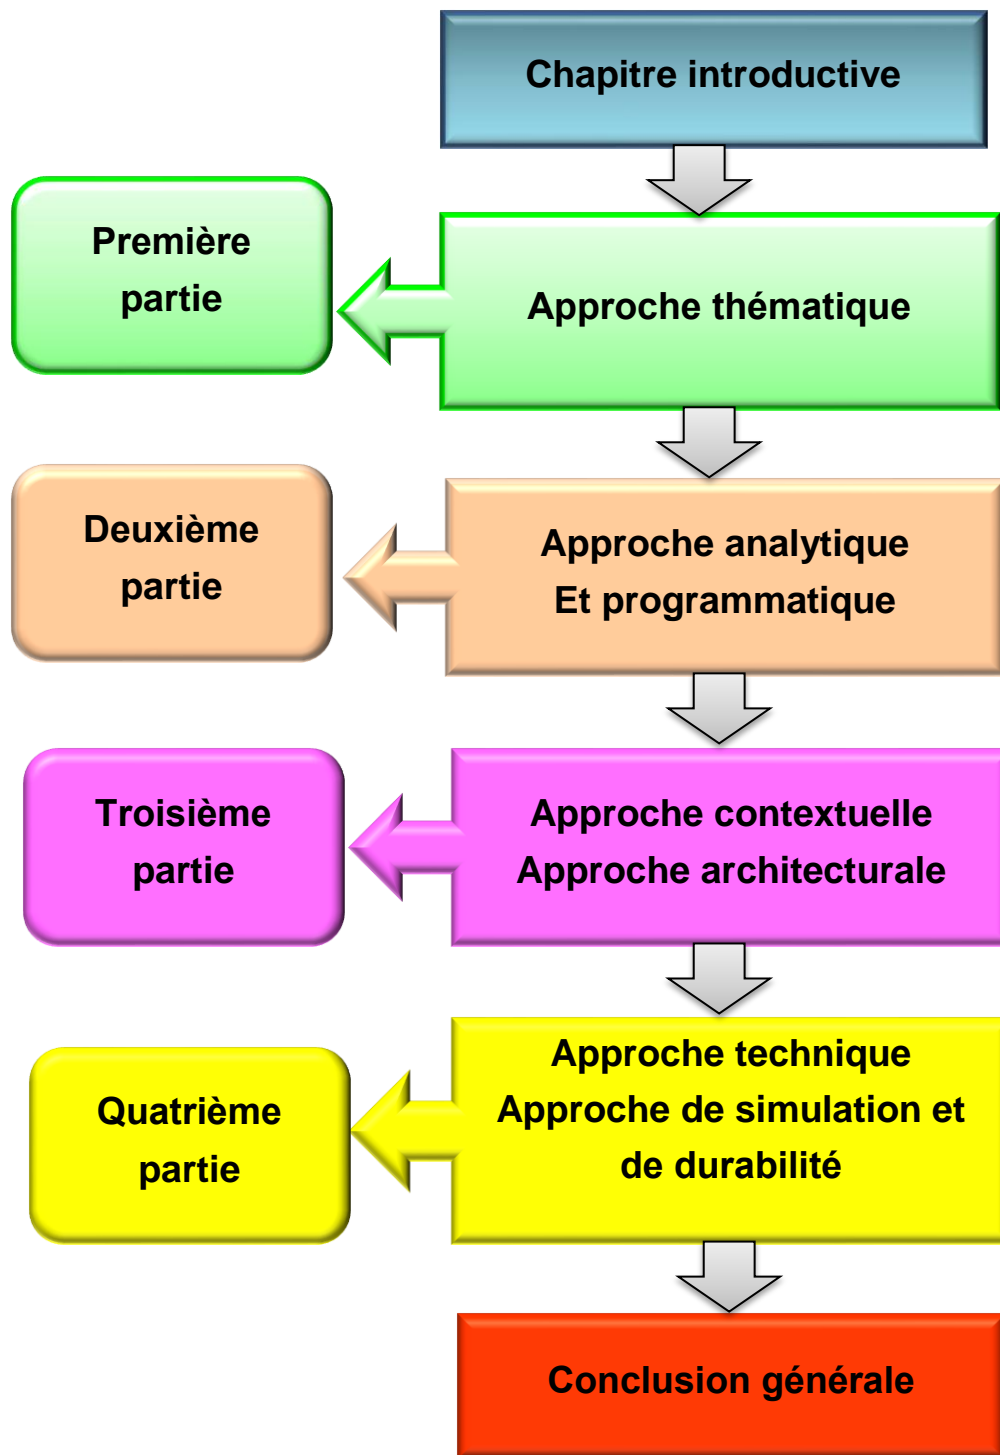 Chapitre introductive
Première
partie
Approche thématique
Deuxième
partie
Approche analytique
Et programmatique
Troisième
partie
Approche contextuelle
Approche architecturale
Quatrième
partie
Approche technique
Approche de simulation et
de durabilité
Conclusion générale